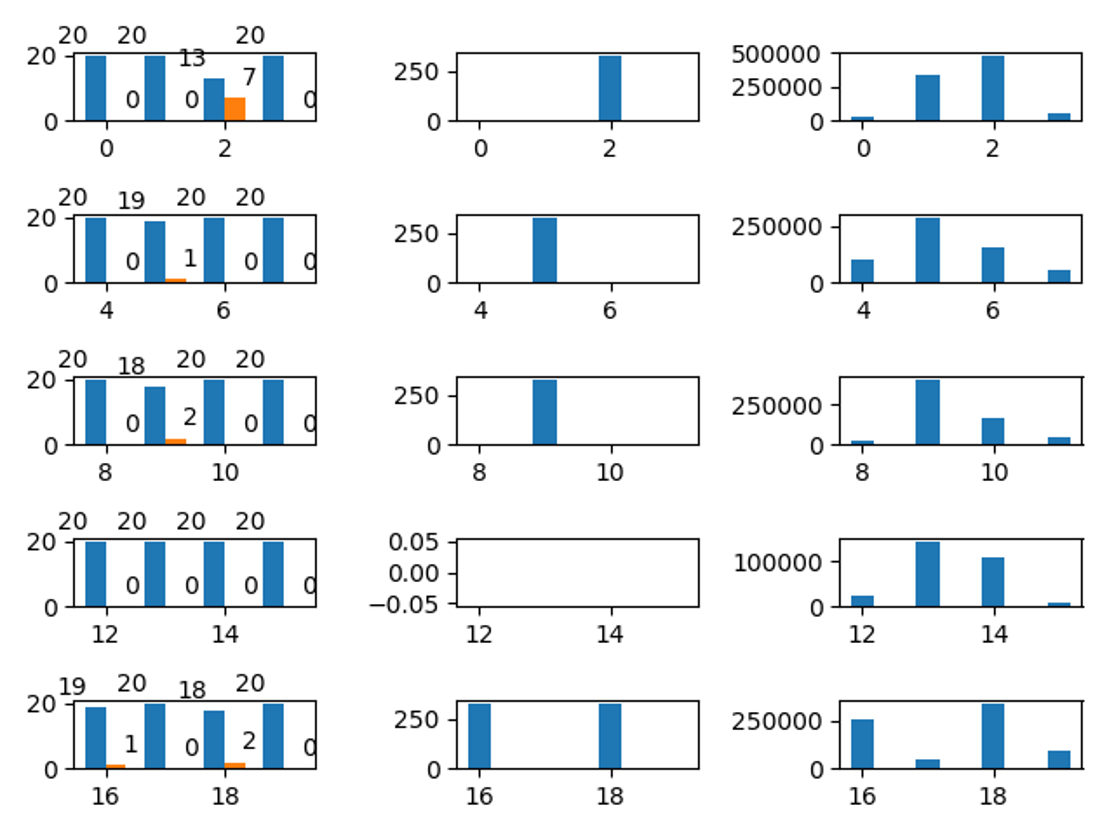 20 20 20
13
20 250 500000
7
0 0 0 250000
0 0 0
0 2 0 2 0 2
20 19 20 20
20 250 250000
0 1 0 0
0 0 0
4 6 4 6 4 6
20 18 20 20
20 250 250000
0 2 0 0
0 0 0
8 10 8 10 8 10
20 20 20 20
20 0.05 100000
0 0 0 0 0.00
0 −0.05 0
12 14 12 14 12 14
19 20 18 20
20 250 250000
1 0 2 0
0 0 0
16 18 16 18 16 18